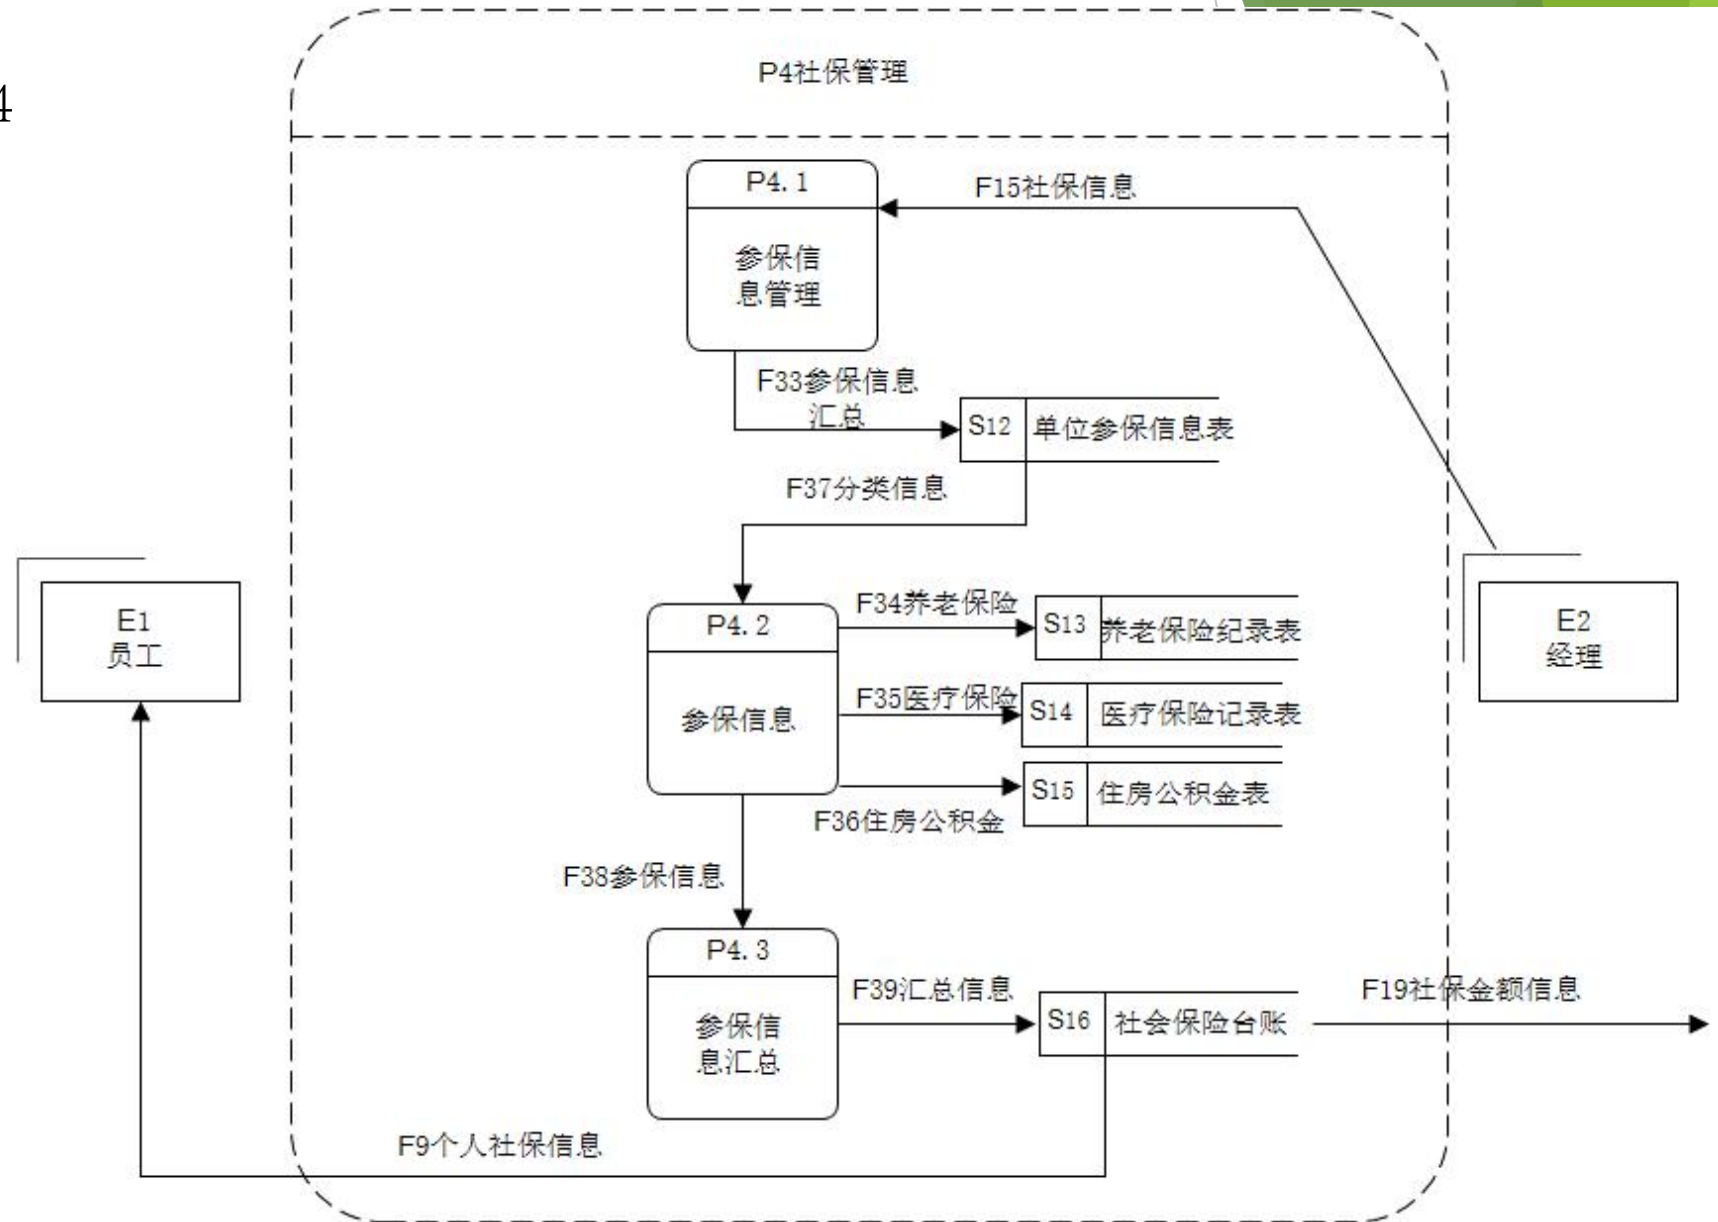 4
P4社保管理
P4.1
F15社保信息
参保信
息管理
F33参保信息
汇总
S12
单位参保信息表
F37分类信息
E1
员工
E2
经理
P4.2
参保信息
F34养老保险
S13
养老保险纪录表
F35医疗保险
S14
医疗保险记录表
S15
住房公积金表
F36住房公积金
F38参保信息
P4.3
参保信
息汇总
F39汇总信息
S16
社会保险台账
F19社保金额信息
F9个人社保信息